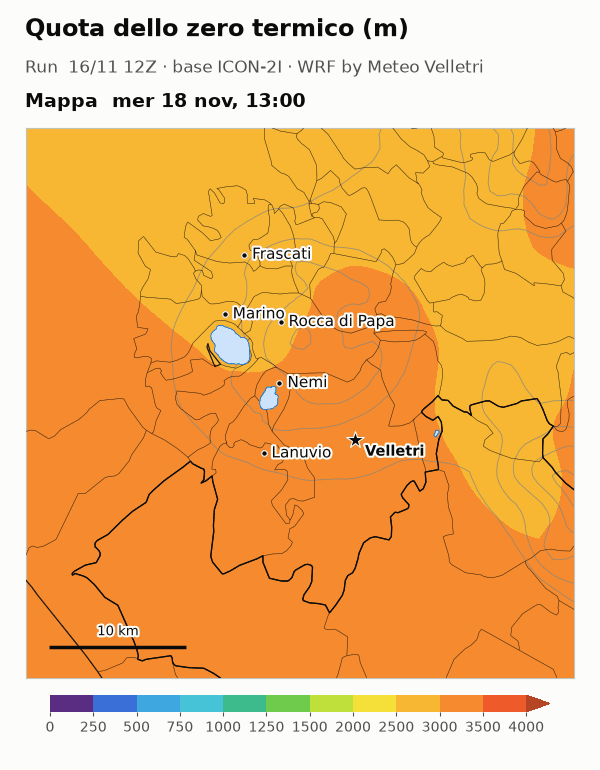 Quota dello zero termico (m)
Run  16/11 12Z · base ICON-2I · WRF by Meteo Velletri
Mappa  mer 18 nov, 13:00
Frascati
Marino
Rocca di Papa
Nemi
Velletri
Lanuvio
10 km
0 250 500 750 1000 1250 1500 2000 2500 3000 3500 4000